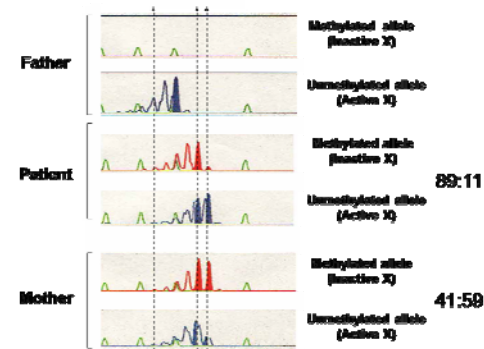 Methylated allele
(Inactive X)
Father
Unmethylated allele
(Active X)
Methylated allele
(Inactive X)
Patient
89:11
Unmethylated allele
(Active X)
Methylated allele
(Inactive X)
Mother
41:59
Unmethylated allele
(Active X)